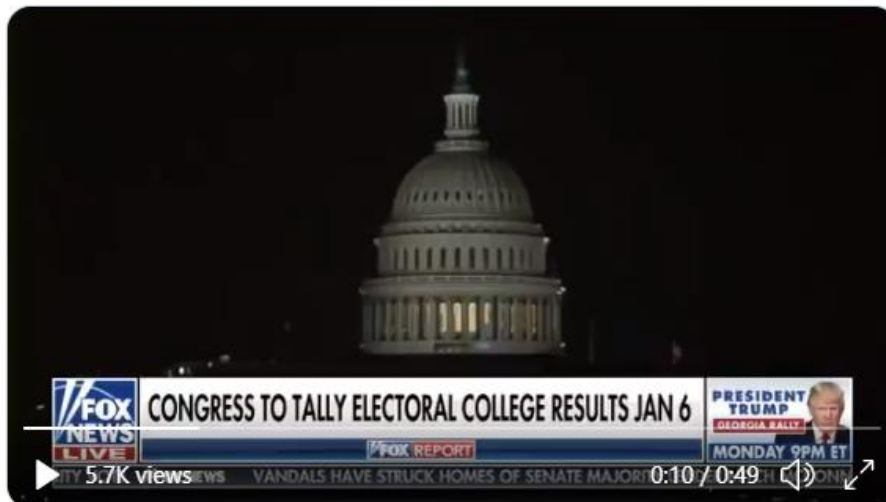 FOX
NEWS
LIVE
CONGRESS TO TALLY ELECTORAL COLLEGE RESULTS JAN 6
FOX REPORT
PRESIDENT
TRUMP
GEORGIA RALLY
MONDAY 9PM ET
5.7K views
NEWS VANDALS HAVE STRUCK HOMES OF SENATE
0:10 / 0:49